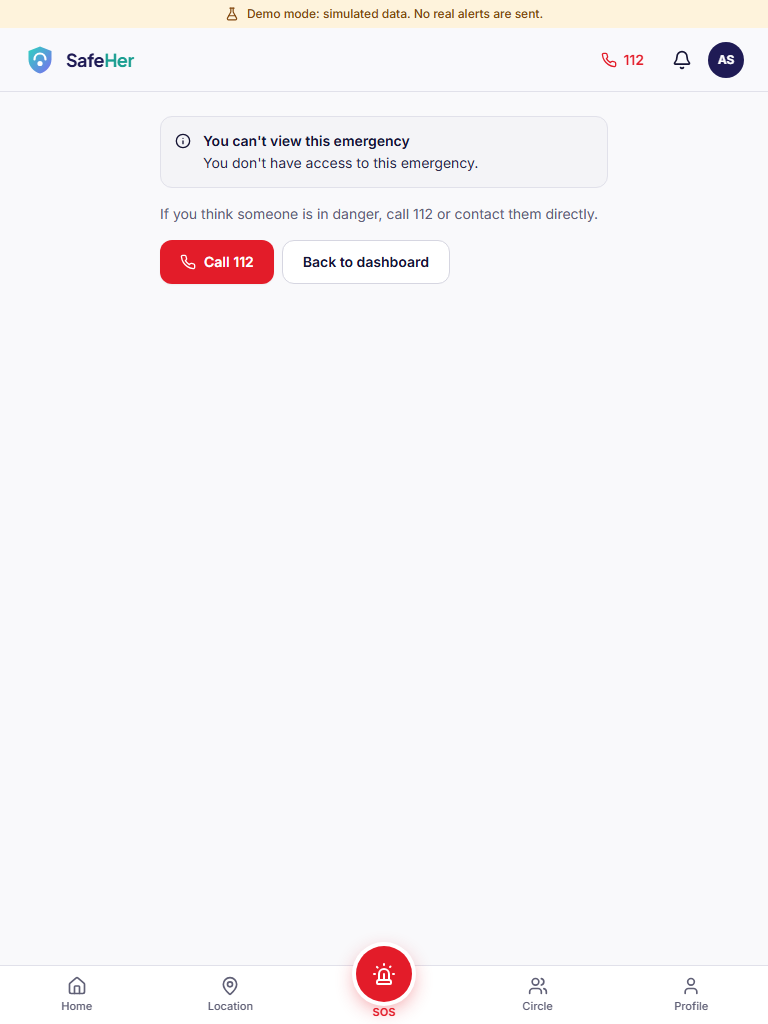 Demo mode: simulated data. No real alerts are sent.
SafeHer
112
AS
You can't view this emergency
You don't have access to this emergency.
If you think someone is in danger, call 112 or contact them directly.
Call 112
Back to dashboard
Home
Location
SOS
Circle
Profile